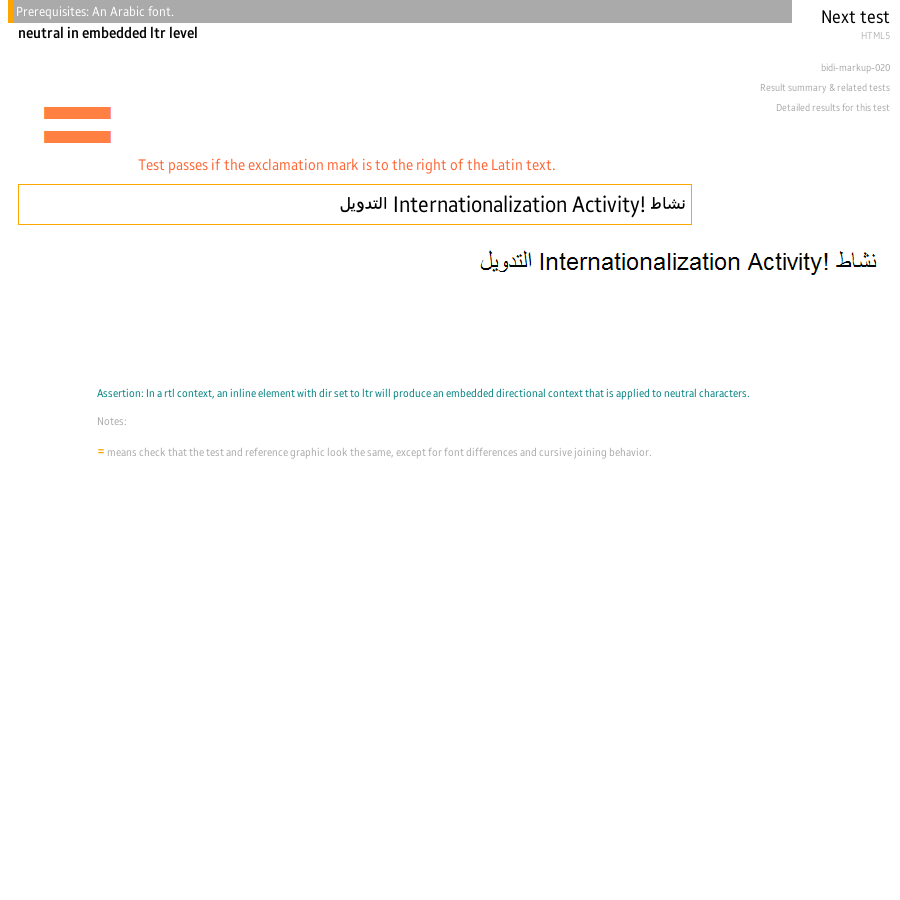 Prerequisites: An Arabic font.
Next test
neutral in embedded ltr level
HTML5
bidi-markup-020
Result summary & related tests
Detailed results for this test
Test passes if the exclamation mark is to the right of the Latin text.
نشاط Internationalization Activity! التدويل
نشاط Internationalization Activity! التدويل
Assertion: In a rtl context, an inline element with dir set to ltr will produce an embedded directional context that is applied to neutral characters.
Notes:
= means check that the test and reference graphic look the same, except for font differences and cursive joining behavior.